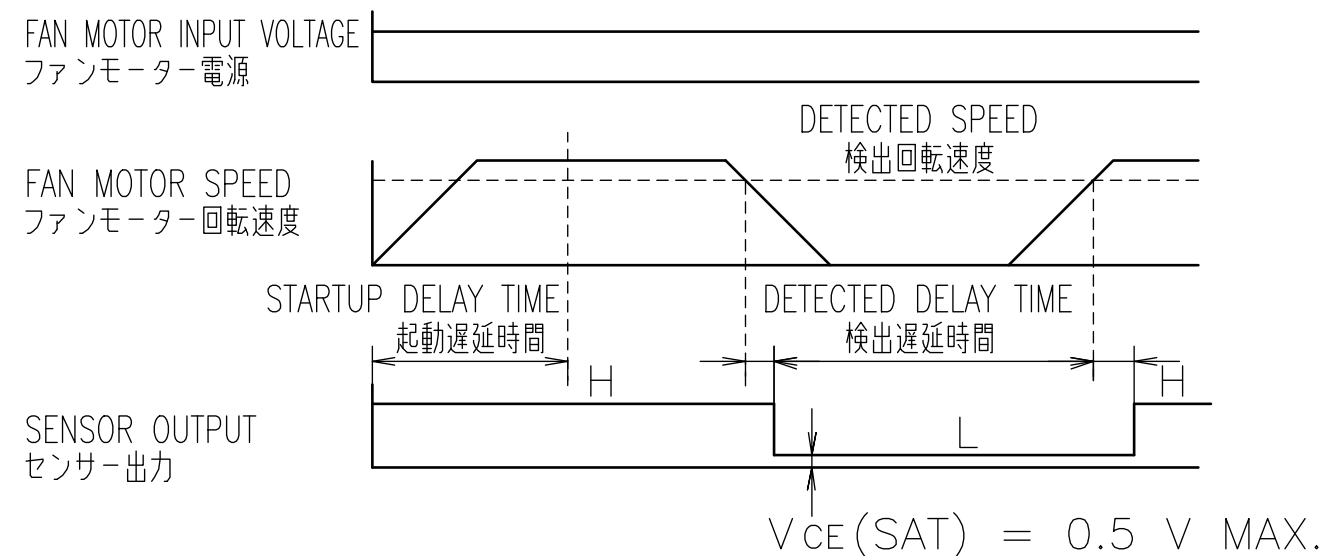 FAN MOTOR INPUT VOLTAGE
ファンモーター電源
DETECTED SPEED
検出回転速度
FAN MOTOR SPEED
ファンモーター回転速度
STARTUP DELAY TIME
起動遅延時間
DETECTED DELAY TIME
検出遅延時間
H
H
SENSOR OUTPUT
センサー出力
L
VCE(SAT) = 0.5 V MAX.